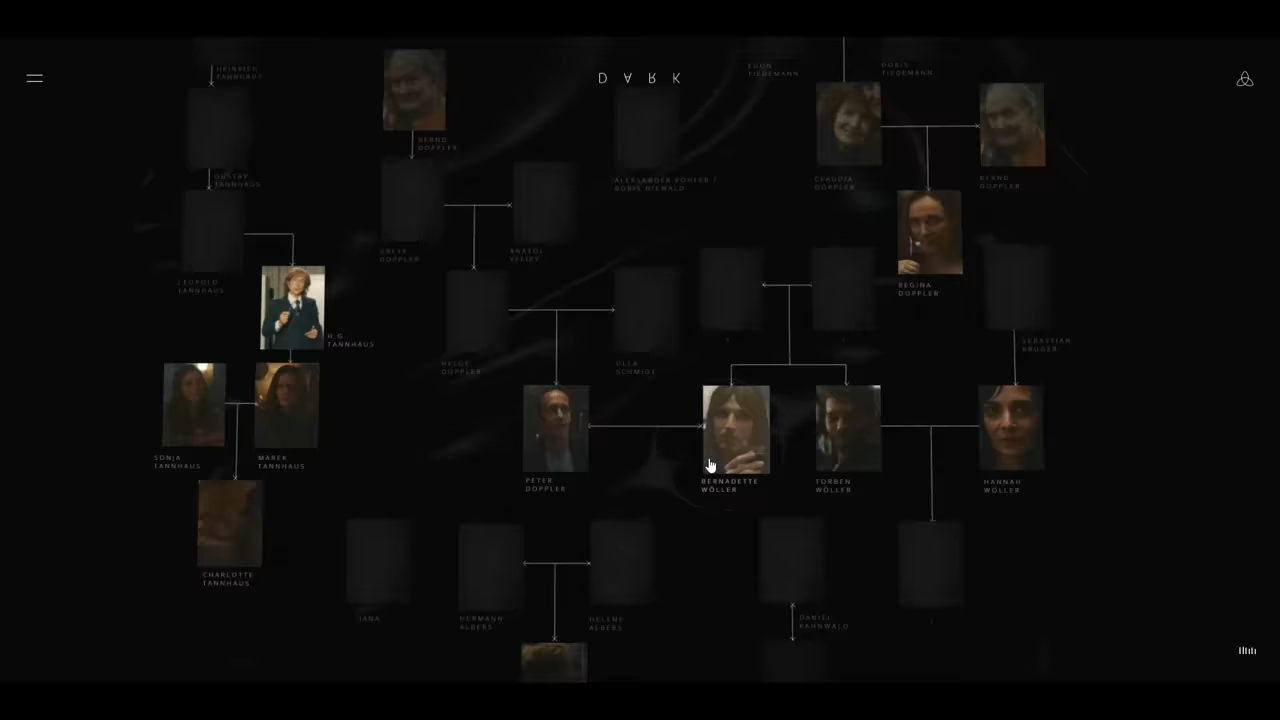 HEINRICH
TANNHAUS
D A R K
EGON
TIEDEMANN
DORIS
TIEDEMANN
BERND
DOPPLER
GUSTAV
TANNHAUS
ALEKSANDER KÖHLER /
BORIS NIEWALD
CLAUDIA
DOPPLER
BERND
DOPPLER
GRETA
DOPPLER
ANATOL
LEOPOLD
TANNHAUS
REGINA
DOPPLER
H.G.
TANNHAUS
SEBASTIAN
KRÜGER
HELGE
DOPPLER
ULLA
SCHMIDT
SONJA
TANNHAUS
MAREK
TANNHAUS
PETER
DOPPLER
BERNADETTE
WÖLLER
TORBEN
WÖLLER
HANNAH
WÖLLER
CHARLOTTE
TANNHAUS
JANA
HERMANN
ALBERS
HELENE
ALBERS
DANIEL
KAHNWALD